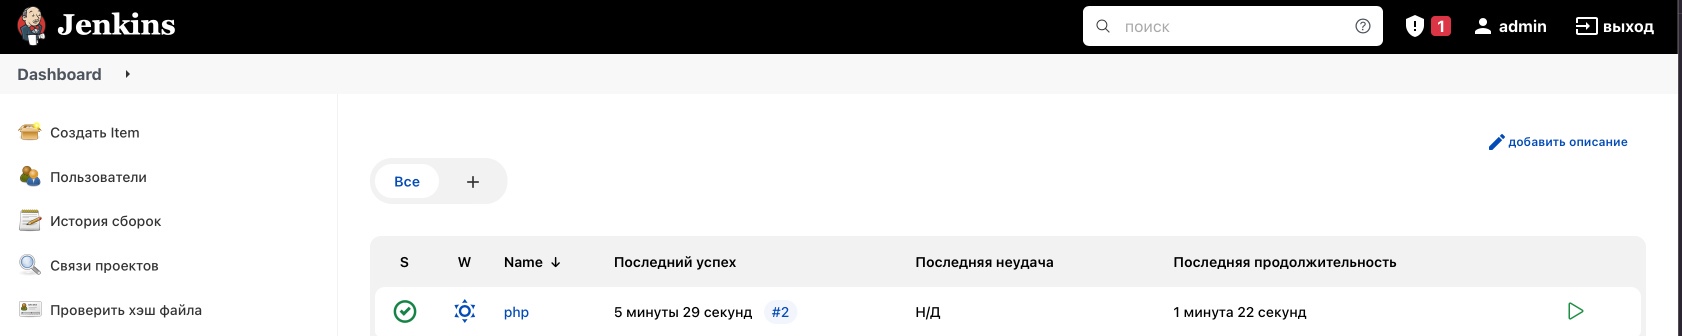 Jenkins
поиск
1
admin
выход
Dashboard
Создать Item
Пользователи
История сборок
Связи проектов
Проверить хэш файла
добавить описание
Все +
S W Name ↓ Последний успех Последняя неудача Последняя продолжительность
php 5 минуты 29 секунд #2 Н/Д 1 минута 22 секунд